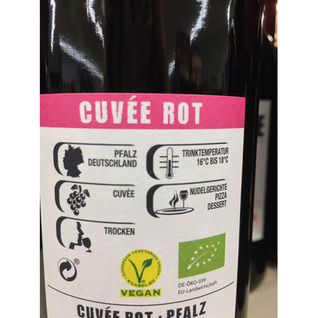 CUVÉE ROT
PFALZ
DEUTSCHLAND
TRINKTEMPERATUR
16°C BIS 18°C
CUVÉE
NUDELGERICHTE
PIZZA
DESSERT
TROCKEN
VEGAN
DE-ÖKO-039
EU-Landwirtschaft
CUVÉE ROT · PFALZ